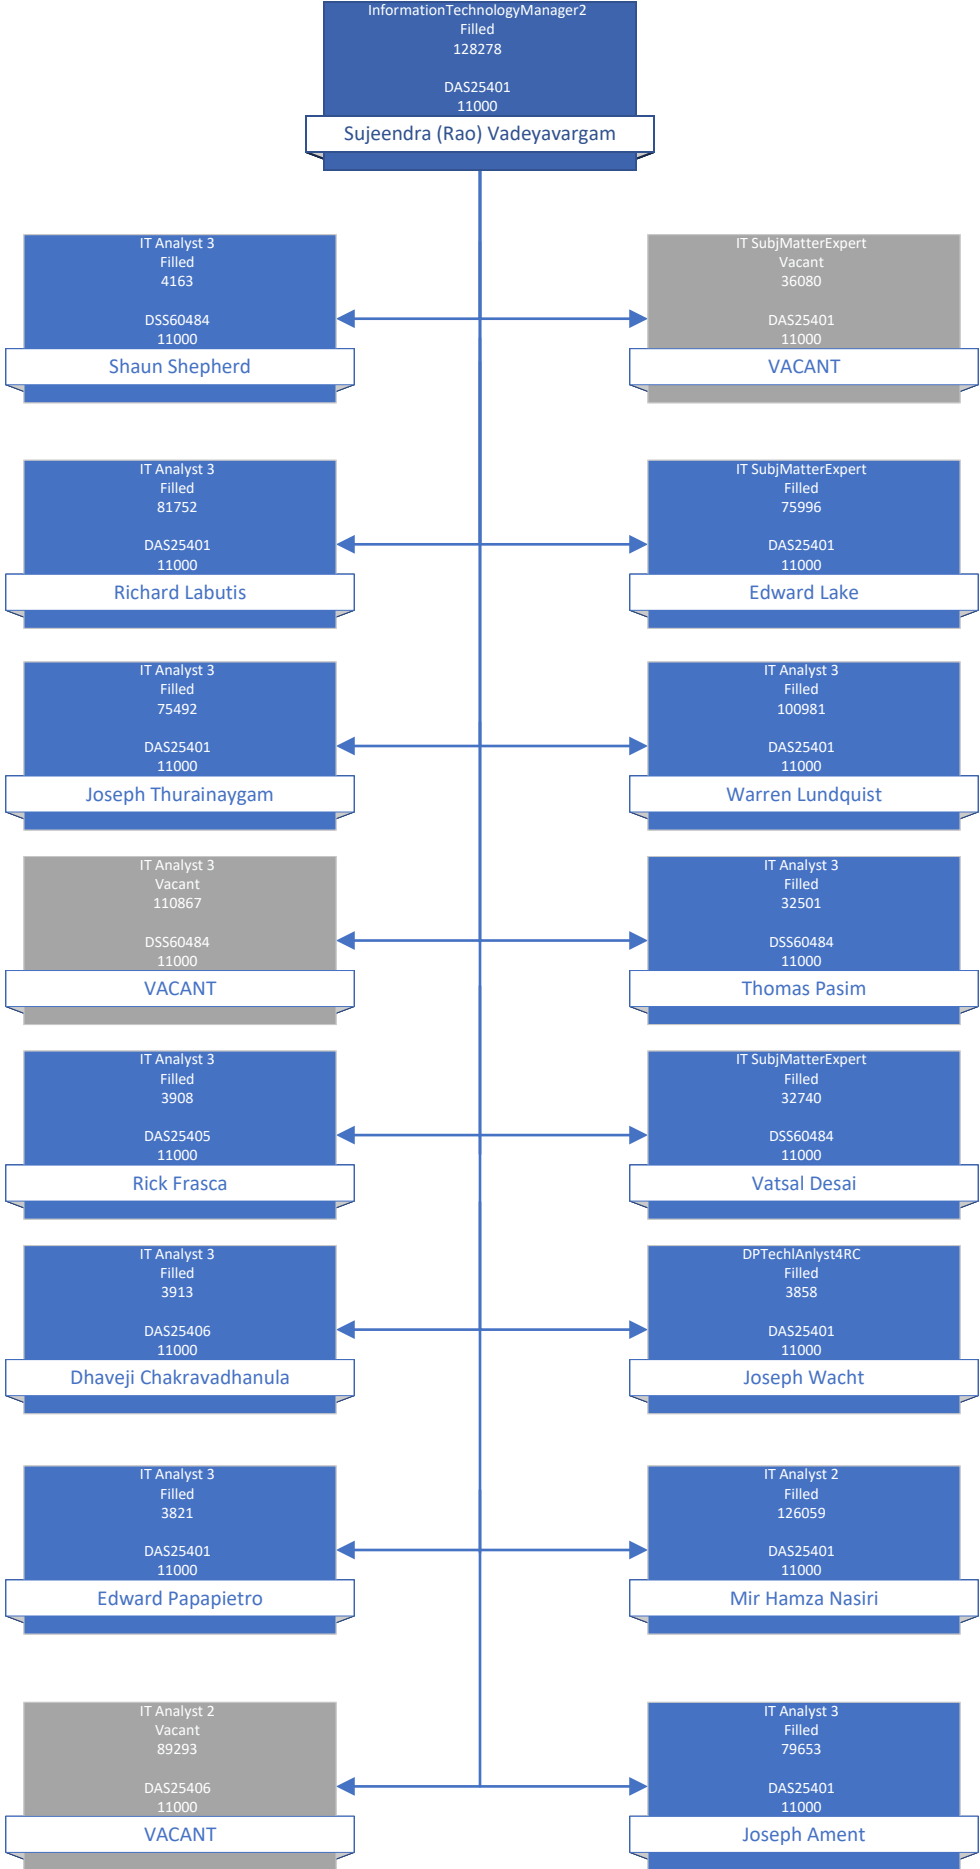 InformationTechnologyManager2
Filled
128278
DAS25401
11000
Sujeendra (Rao) Vadeyavargam
IT Analyst 3
Filled
4163
DSS60484
11000
Shaun Shepherd
IT SubjMatterExpert
Vacant
36080
DAS25401
11000
VACANT
IT Analyst 3
Filled
81752
DAS25401
11000
Richard Labutis
IT SubjMatterExpert
Filled
75996
DAS25401
11000
Edward Lake
IT Analyst 3
Filled
75492
DAS25401
11000
Joseph Thurainaygam
IT Analyst 3
Filled
100981
DAS25401
11000
Warren Lundquist
IT Analyst 3
Vacant
110867
DSS60484
11000
VACANT
IT Analyst 3
Filled
32501
DSS60484
11000
Thomas Pasim
IT Analyst 3
Filled
3908
DAS25405
11000
Rick Frasca
IT SubjMatterExpert
Filled
32740
DSS60484
11000
Vatsal Desai
IT Analyst 3
Filled
3913
DAS25406
11000
Dhaveji Chakravadhanula
DPTechlAnlyst4RC
Filled
3858
DAS25401
11000
Joseph Wacht
IT Analyst 3
Filled
3821
DAS25401
11000
Edward Papapietro
IT Analyst 2
Filled
126059
DAS25401
11000
Mir Hamza Nasiri
IT Analyst 2
Vacant
89293
DAS25406
11000
VACANT
IT Analyst 3
Filled
79653
DAS25401
11000
Joseph Ament